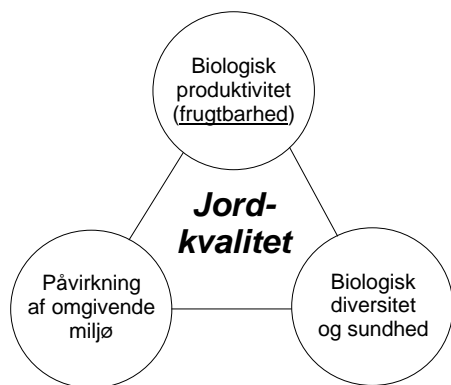 Biologisk
produktivitet
(frugtbarhed)
Jord-
kvalitet
Påvirkning
af omgivende
miljø
Biologisk
diversitet
og sundhed